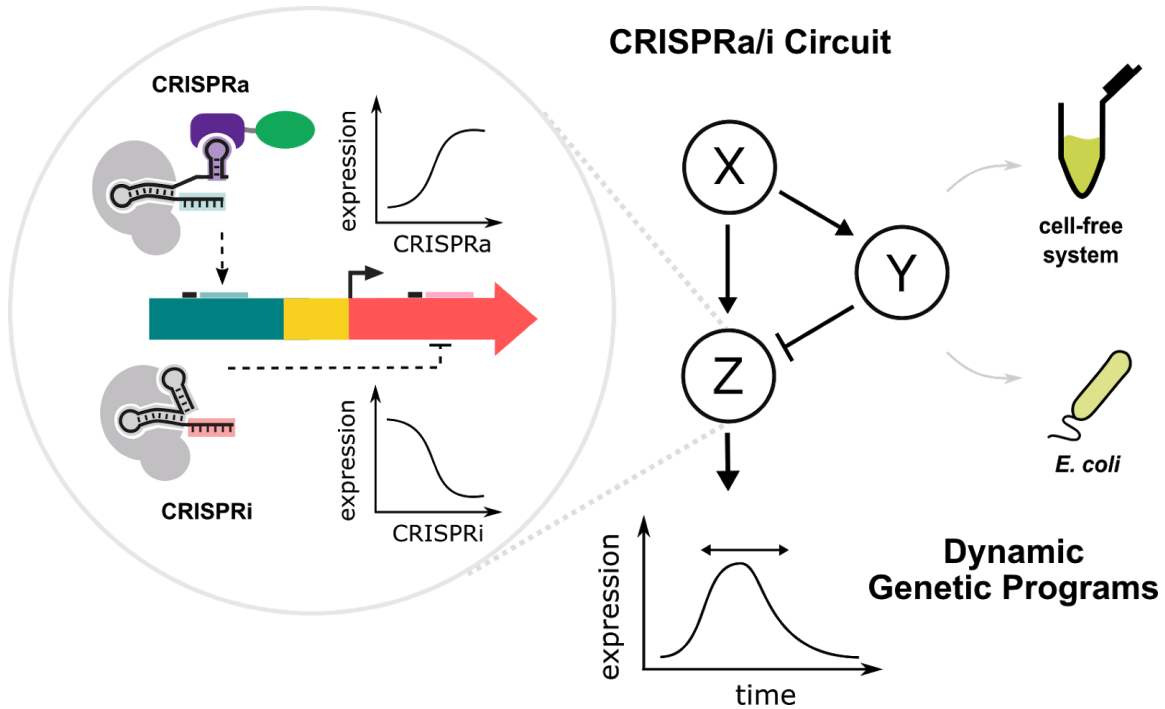 CRISPRa/i Circuit
CRISPRa
expression
CRISPRa
CRISPRi
expression
CRISPRi
X
Y
Z
cell-free
system
E. coli
expression
time
Dynamic
Genetic Programs